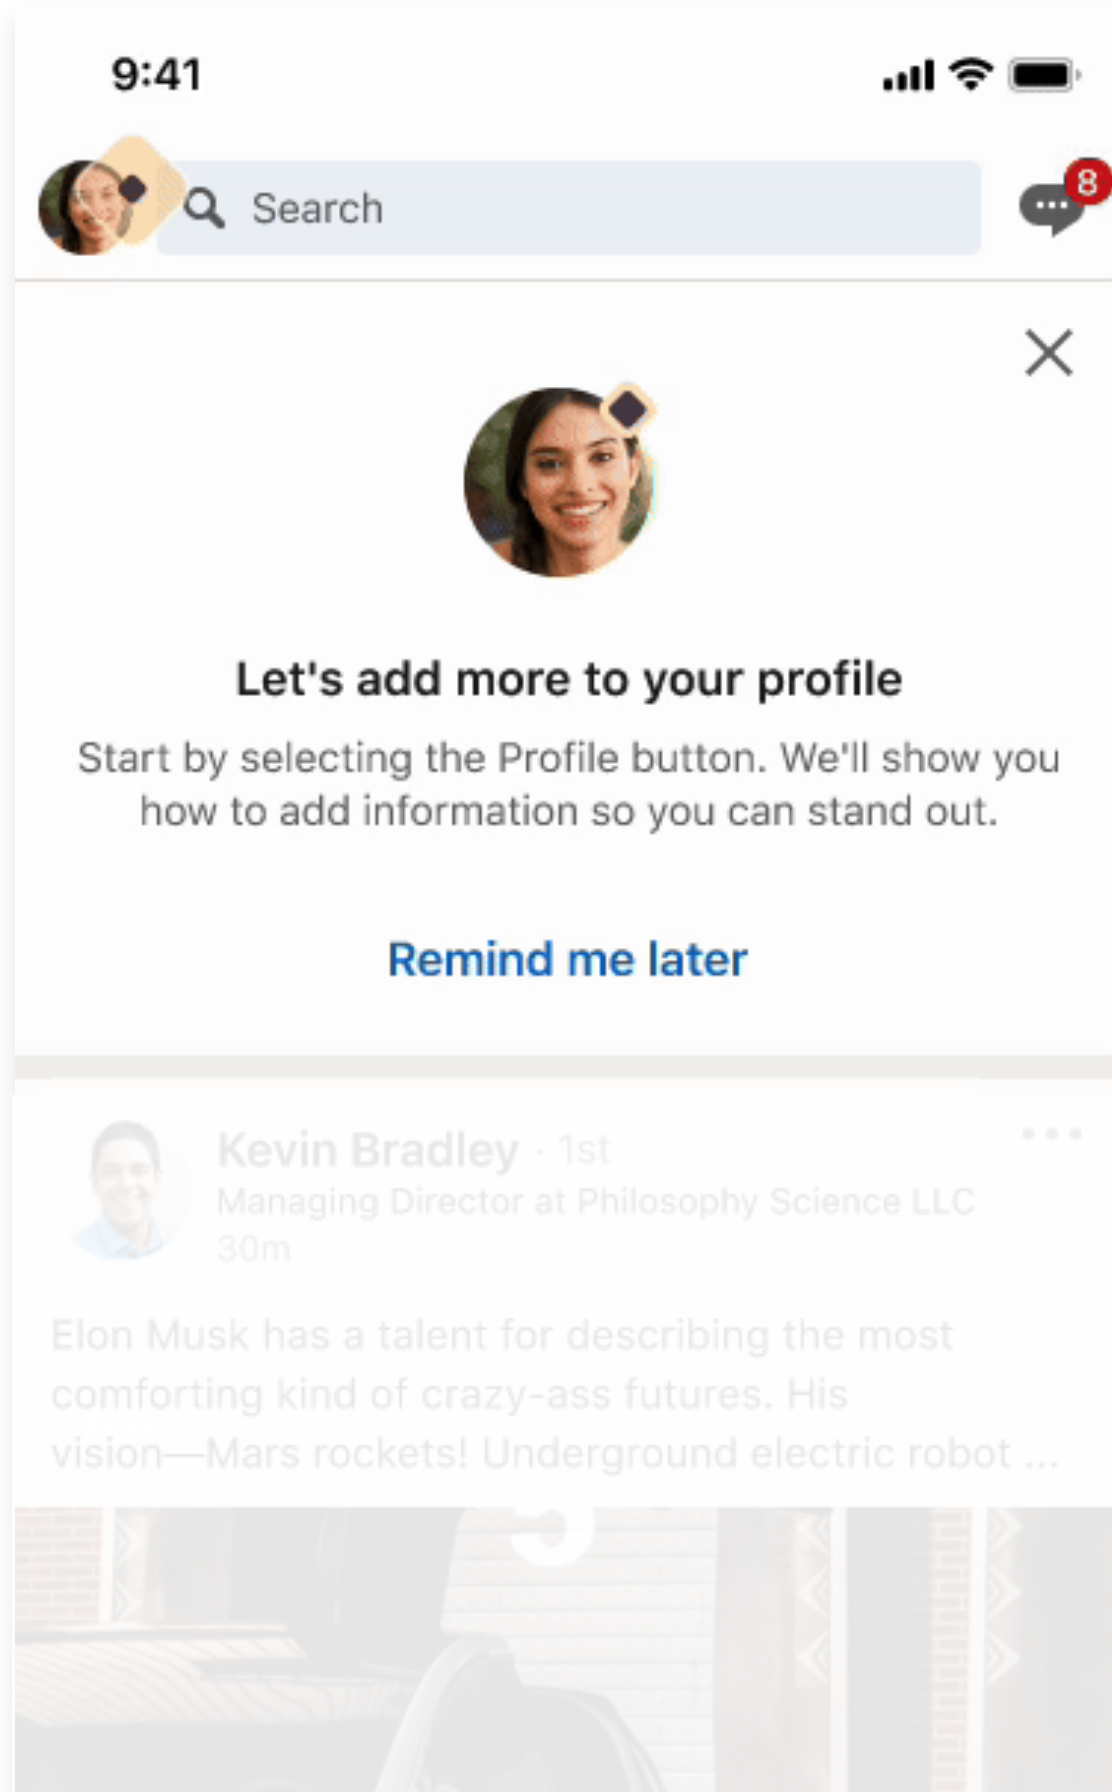 9:41
Search
8
Let's add more to your profile
Start by selecting the Profile button. We'll show you
how to add information so you can stand out.
Remind me later
Kevin Bradley · 1st
Managing Director at Philosophy Science LLC
30m
Elon Musk has a talent for describing the most
comforting kind of crazy-ass futures. His
vision—Mars rockets! Underground electric robot ...